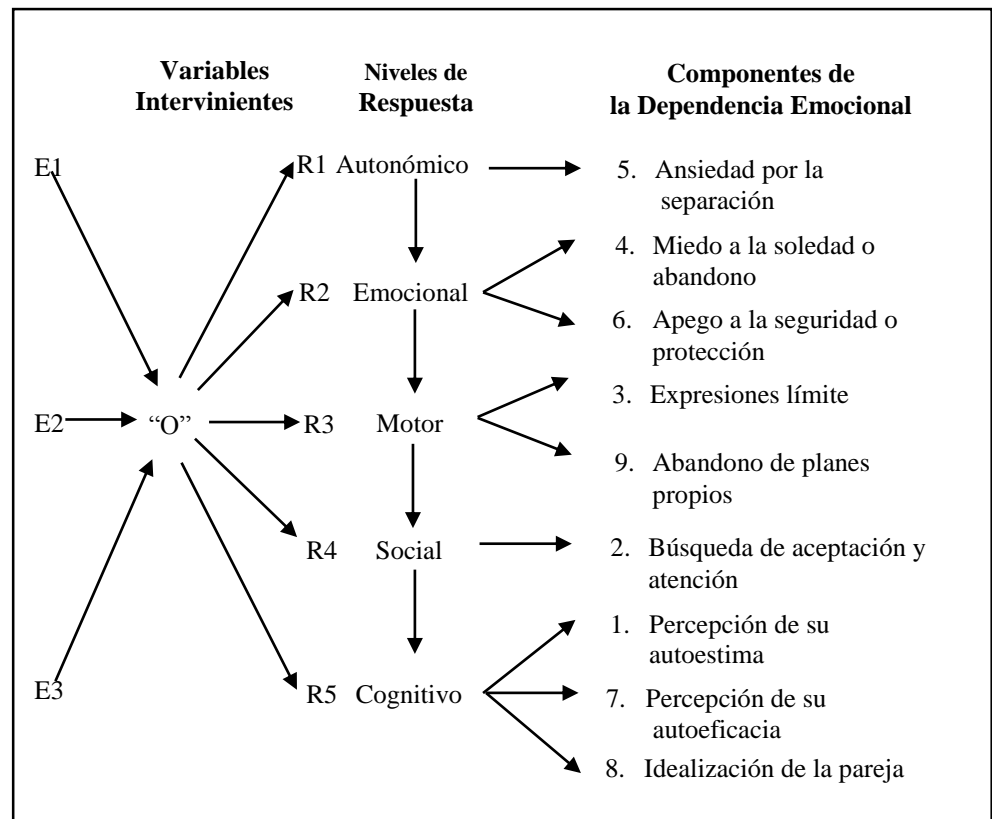 Variables
Intervinientes
Niveles de
Respuesta
Componentes de
la Dependencia Emocional
E1
R1 Autonómico
5. Ansiedad por la
separación
R2 Emocional
4. Miedo a la soledad o
abandono
6. Apego a la seguridad o
protección
E2
“O”
R3 Motor
3. Expresiones límite
9. Abandono de planes
propios
R4 Social
2. Búsqueda de aceptación y
atención
E3
R5 Cognitivo
1. Percepción de su
autoestima
7. Percepción de su
autoeficacia
8. Idealización de la pareja